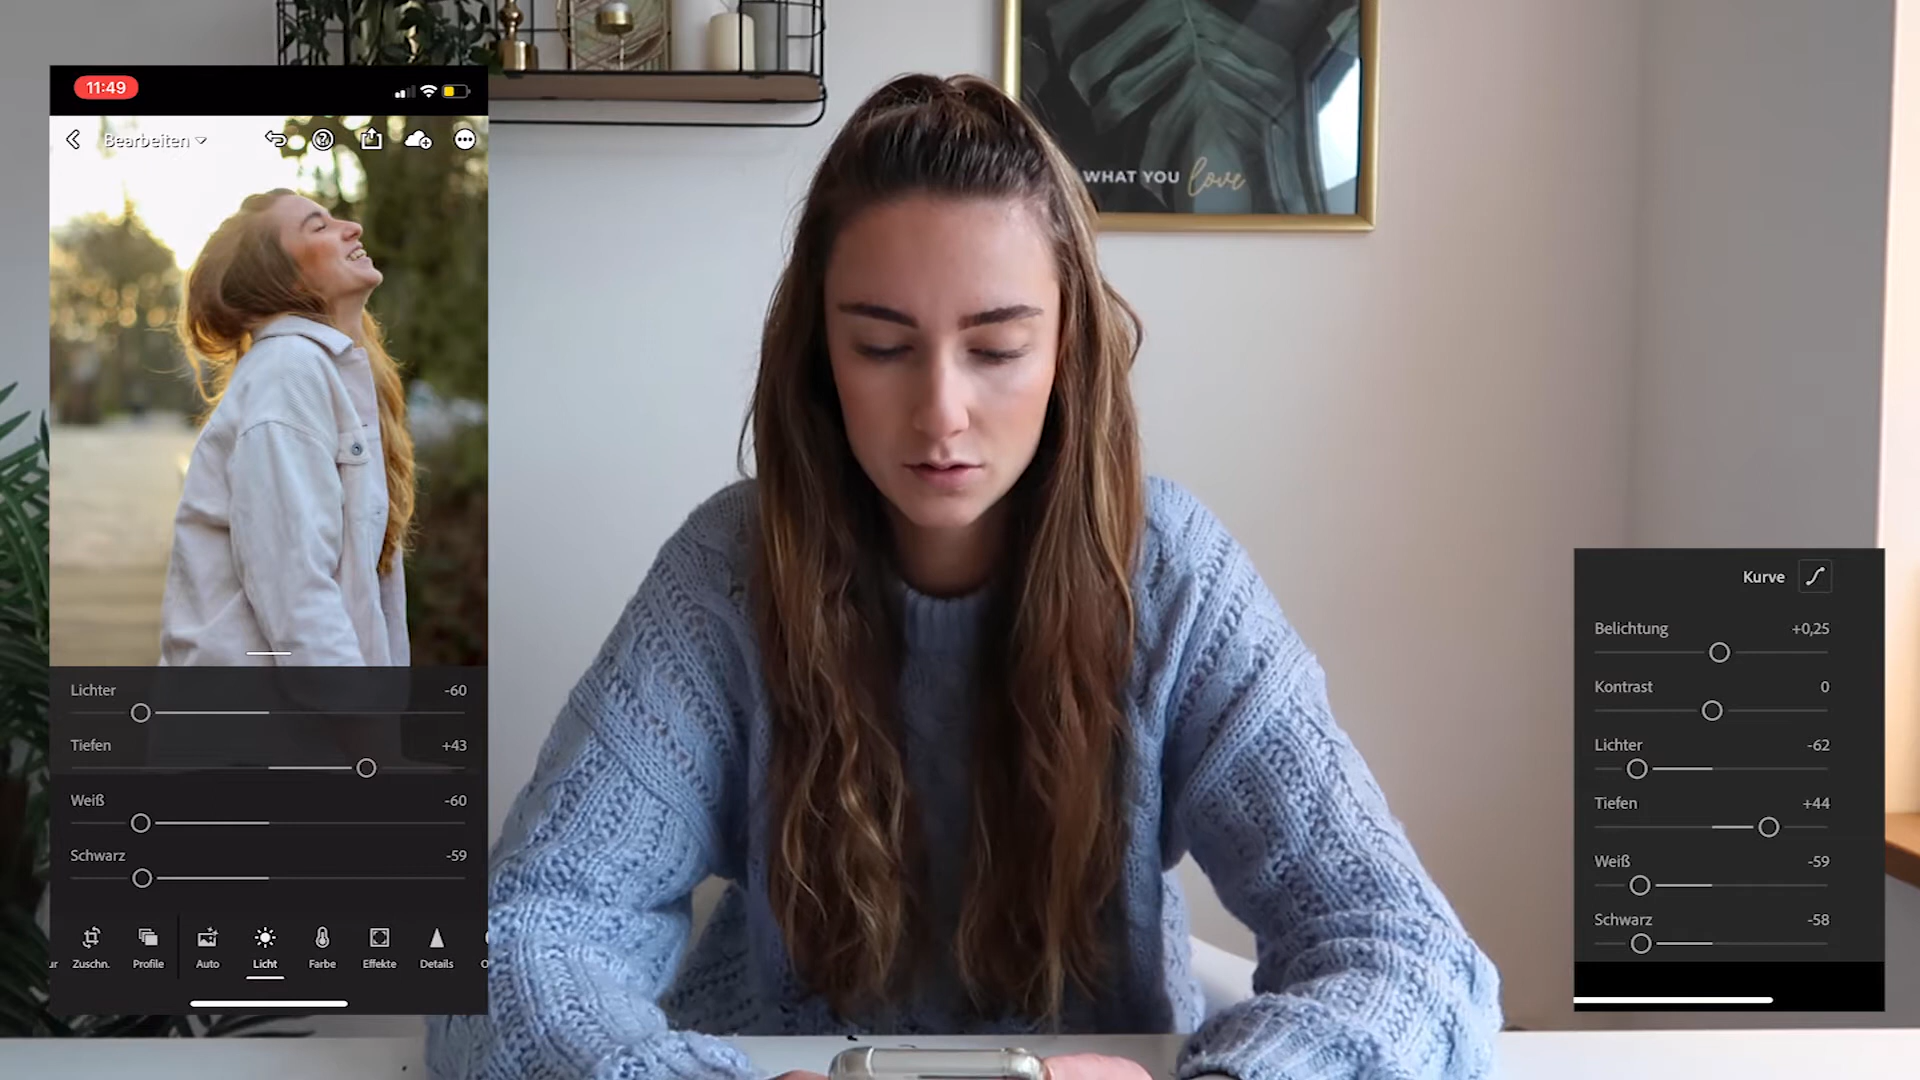 11:49
Bearbeiten
Lichter -60
Tiefen +43
Weiß -60
Schwarz -59
ur Zuschn. Profile Auto Licht Farbe Effekte Details O
WHAT YOU love
Kurve
Belichtung +0,25
Kontrast 0
Lichter -62
Tiefen +44
Weiß -59
Schwarz -58